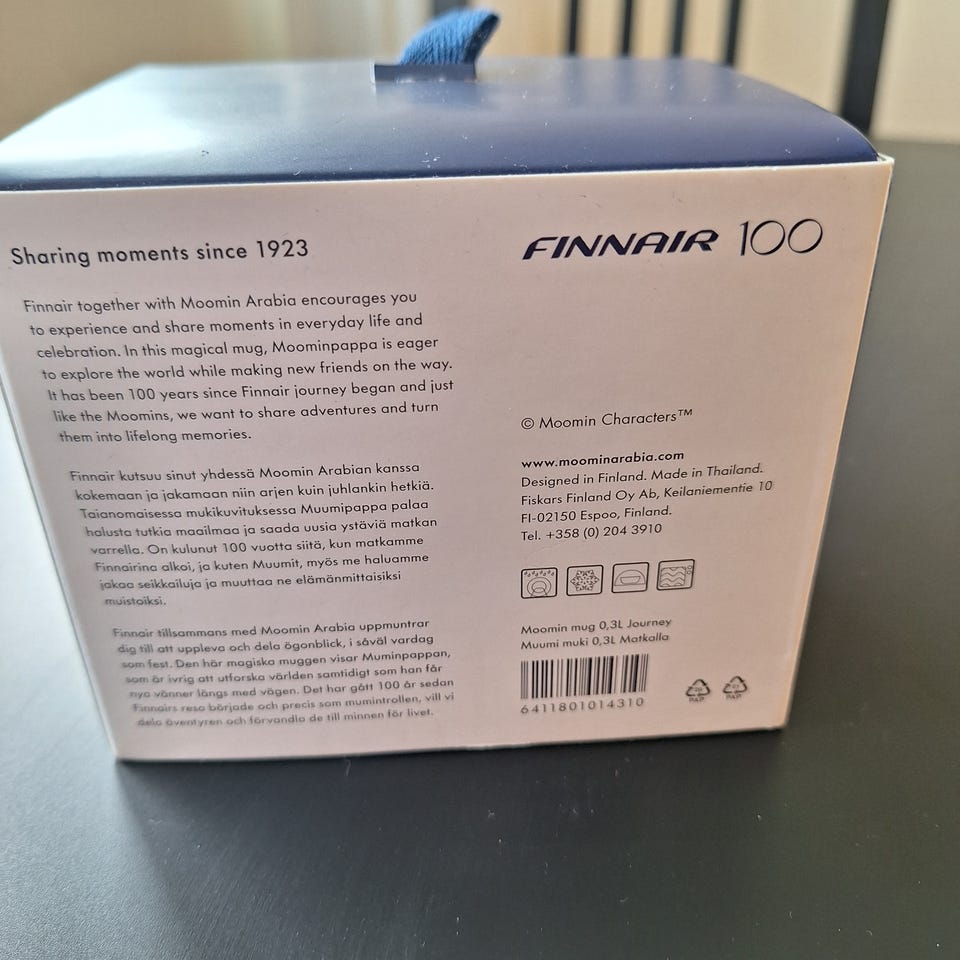 Sharing moments since 1923
Finnair together with Moomin Arabia encourages you
to experience and share moments in everyday life and
celebration. In this magical mug, Moominpappa is eager
to explore the world while making new friends on the way.
It has been 100 years since Finnair journey began and just
like the Moomins, we want to share adventures and turn
them into lifelong memories.
Finnair kutsuu sinut yhdessä Moomin Arabian kanssa
kokemaan ja jakamaan niin arjen kuin juhlankin hetkiä.
Taianomaisessa mukikuvituksessa Muumipappa palaa
halusta tutkia maailmaa ja saada uusia ystäviä matkan
varrella. On kulunut 100 vuotta siitä, kun matkamme
Finnairina alkoi, ja kuten Muumit, myös me haluamme
jakaa seikkailuja ja muuttaa ne elämänmittaisiksi
muistoiksi.
Finnair tillsammans med Moomin Arabia uppmuntrar
dig till att uppleva och dela ögonblick, i såväl vardag
som fest. Den här magiska muggen visar Muminpappan,
som är ivrig att utforska världen samtidigt som han får
nya vänner längs med vägen. Det har gått 100 år sedan
Finnairs resa började och precis som mumintrollen, vill vi
dela äventyren och förvandla de till minnen för livet.
FINNAIR 100
© Moomin Characters™
www.moominarabia.com
Designed in Finland. Made in Thailand.
Fiskars Finland Oy Ab, Keilaniementie 10
FI-02150 Espoo, Finland.
Tel. +358 (0) 204 3910
Moomin mug 0,3L Journey
Muumi muki 0,3L Matkalla
6411801014310
PAP PAP